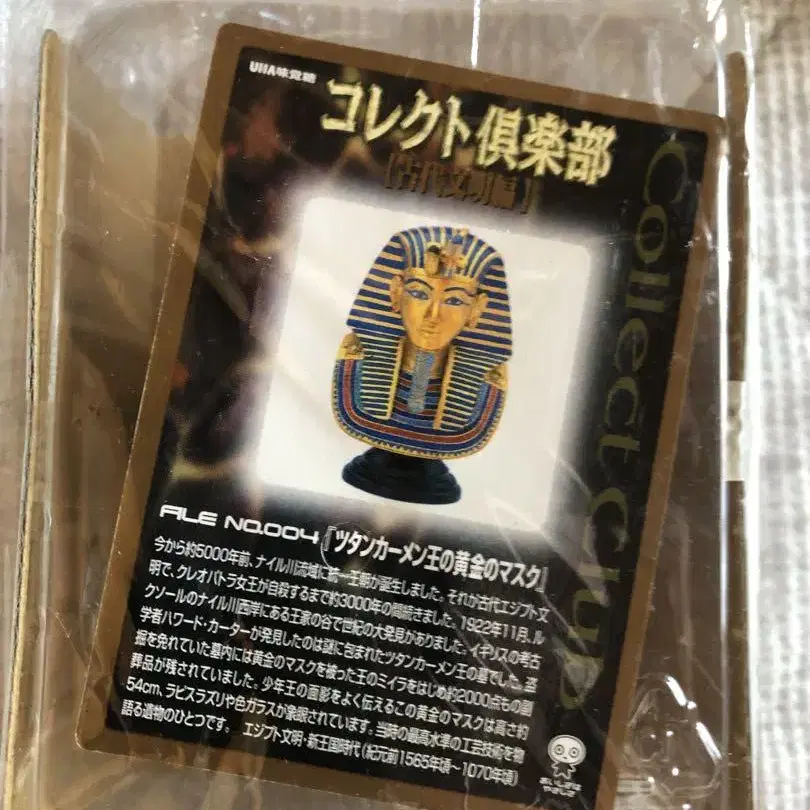 UHA味覚糖
コレクト倶楽部
『古代文明編』
Collect Club
FILE NO.004『ツタンカーメン王の黄金のマスク』
今から約5000年前、ナイル川流域に統一王朝が誕生しました。それが古代エジプト文
明で、クレオパトラ女王が自殺するまで約3000年の間続きました。1922年11月、ル
クソールのナイル川西岸にある王家の谷で世紀の大発見がありました。イギリスの考古
学者ハワード・カーターが発見したのは謎に包まれたツタンカーメン王の墓でした。盗
掘を免れていた墓内には黄金のマスクを被った王のミイラをはじめ約2000点もの副
葬品が残されていました。少年王の面影をよく伝えるこの黄金のマスクは高さ約
54cm、ラピスラズリや色ガラスが象嵌されています。当時の最高水準の工芸技術を物
語る遺物のひとつです。 エジプト文明・新王国時代(紀元前1565年頃~1070年頃)
おいしさは
やさしさ